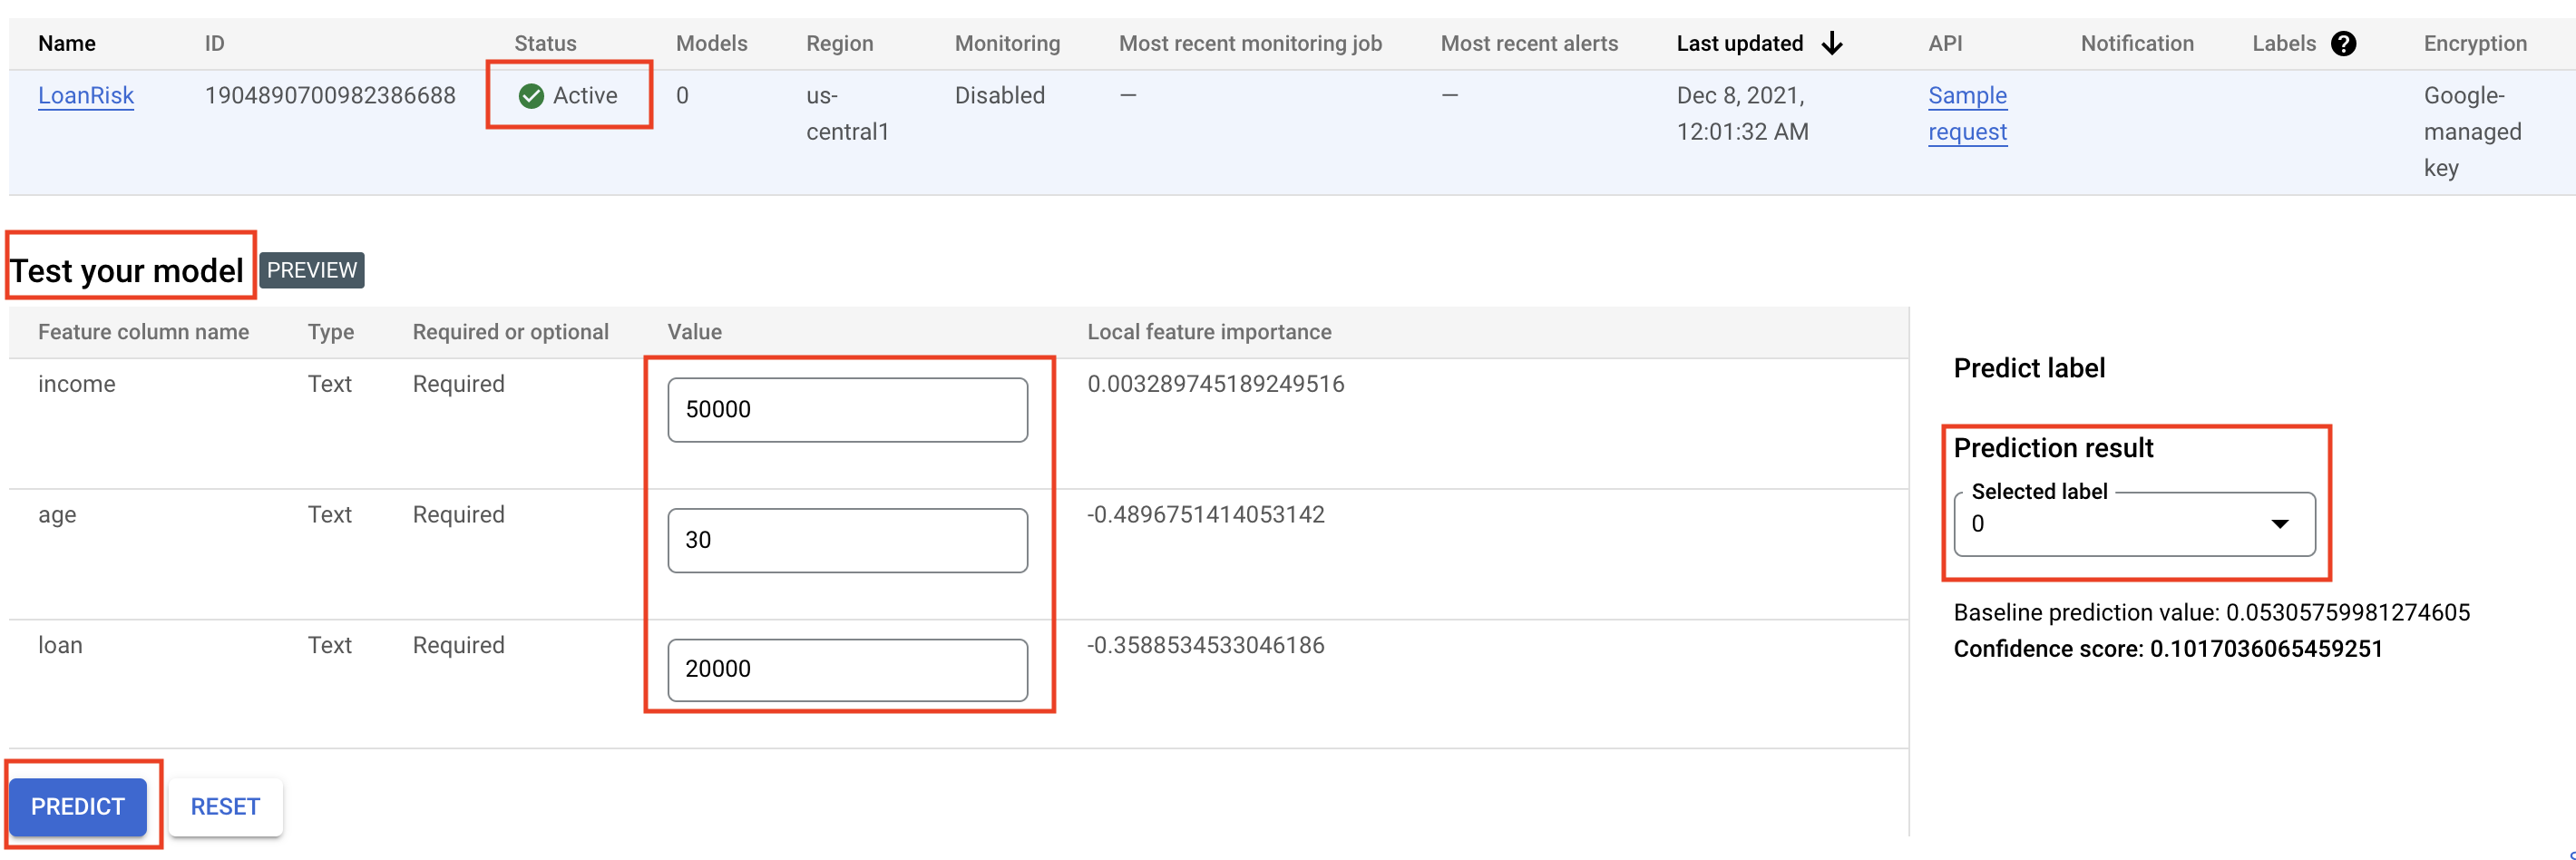 Name ID Status Models Region Monitoring Most recent monitoring job Most recent alerts Last updated API Notification Labels ? Encryption
LoanRisk 1904890700982386688 Active 0 us- Disabled — — Dec 8, 2021, Sample Google-
central1 12:01:32 AM request managed
key
Test your model PREVIEW
Feature column name Type Required or optional Value Local feature importance
income Text Required 50000 0.003289745189249516
age Text Required 30 -0.4896751414053142
loan Text Required 20000 -0.3588534533046186
Predict label
Prediction result
Selected label
0
Baseline prediction value: 0.05305759981274605
Confidence score: 0.1017036065459251
PREDICT RESET